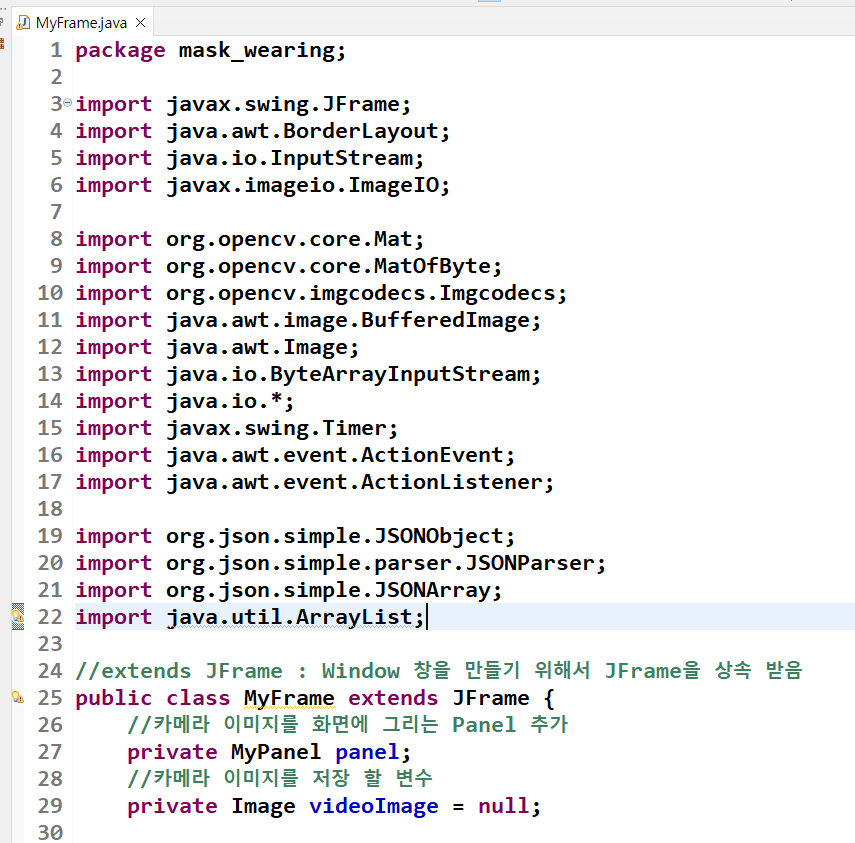 MyFrame.java
1 package mask_wearing;
2
3 import javax.swing.JFrame;
4 import java.awt.BorderLayout;
5 import java.io.InputStream;
6 import javax.imageio.ImageIO;
7
8 import org.opencv.core.Mat;
9 import org.opencv.core.MatOfByte;
10 import org.opencv.imgcodecs.Imgcodecs;
11 import java.awt.image.BufferedImage;
12 import java.awt.Image;
13 import java.io.ByteArrayInputStream;
14 import java.io.*;
15 import javax.swing.Timer;
16 import java.awt.event.ActionEvent;
17 import java.awt.event.ActionListener;
18
19 import org.json.simple.JSONObject;
20 import org.json.simple.parser.JSONParser;
21 import org.json.simple.JSONArray;
22 import java.util.ArrayList;
23
24 //extends JFrame : Window 창을 만들기 위해서 JFrame을 상속 받음
25 public class MyFrame extends JFrame {
26     //카메라 이미지를 화면에 그리는 Panel 추가
27     private MyPanel panel;
28     //카메라 이미지를 저장 할 변수
29     private Image videoImage = null;
30